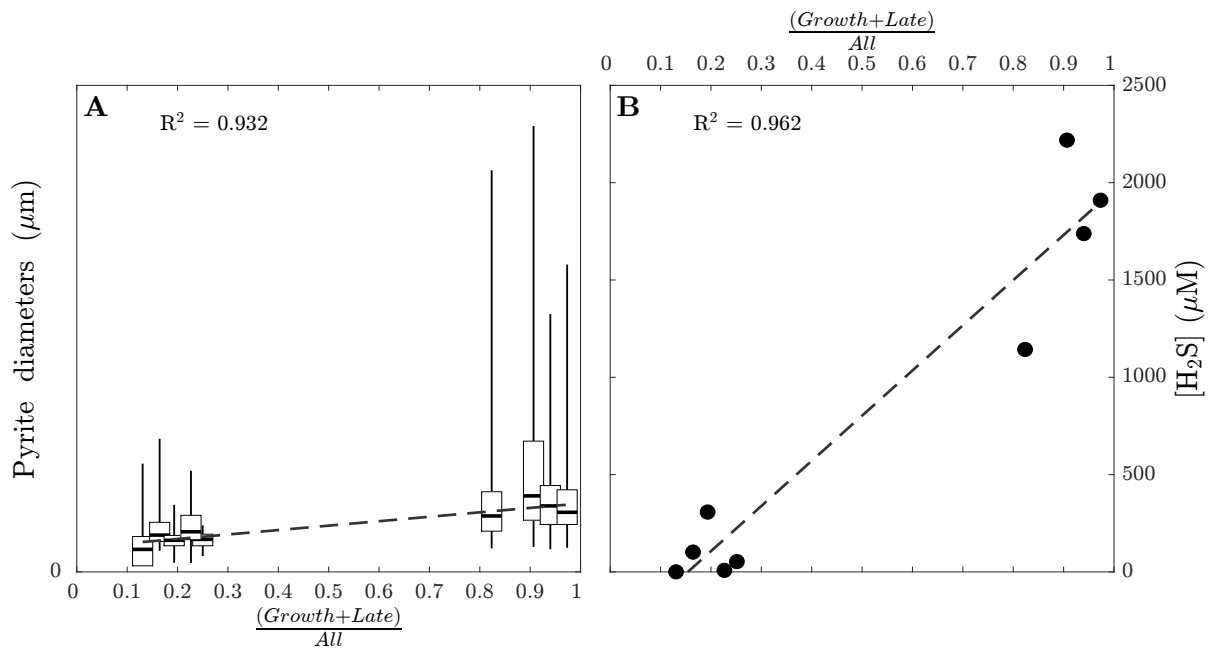 A
R² = 0.932
Pyrite diameters (μm)
0
0 0.1 0.2 0.3 0.4 0.5 0.6 0.7 0.8 0.9 1
(Growth+Late)
All
(Growth+Late)
All
0 0.1 0.2 0.3 0.4 0.5 0.6 0.7 0.8 0.9 1
B
R² = 0.962
2500
2000
1500
1000
500
0
[H₂S] (μM)